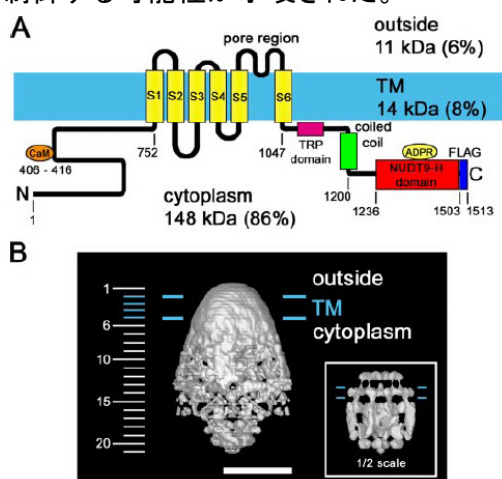 A
pore region
outside
11 kDa (6%)
S1 S2 S3 S4 S5 S6
TM
14 kDa (8%)
CaM
406 - 416
752
1047
TRP
domain
coiled
coil
ADPR
FLAG
N
1
cytoplasm
148 kDa (86%)
1200
NUDT9-H
domain
C
1236
1503
1513
B
1
6
10
15
20
outside
TM
cytoplasm
1/2 scale